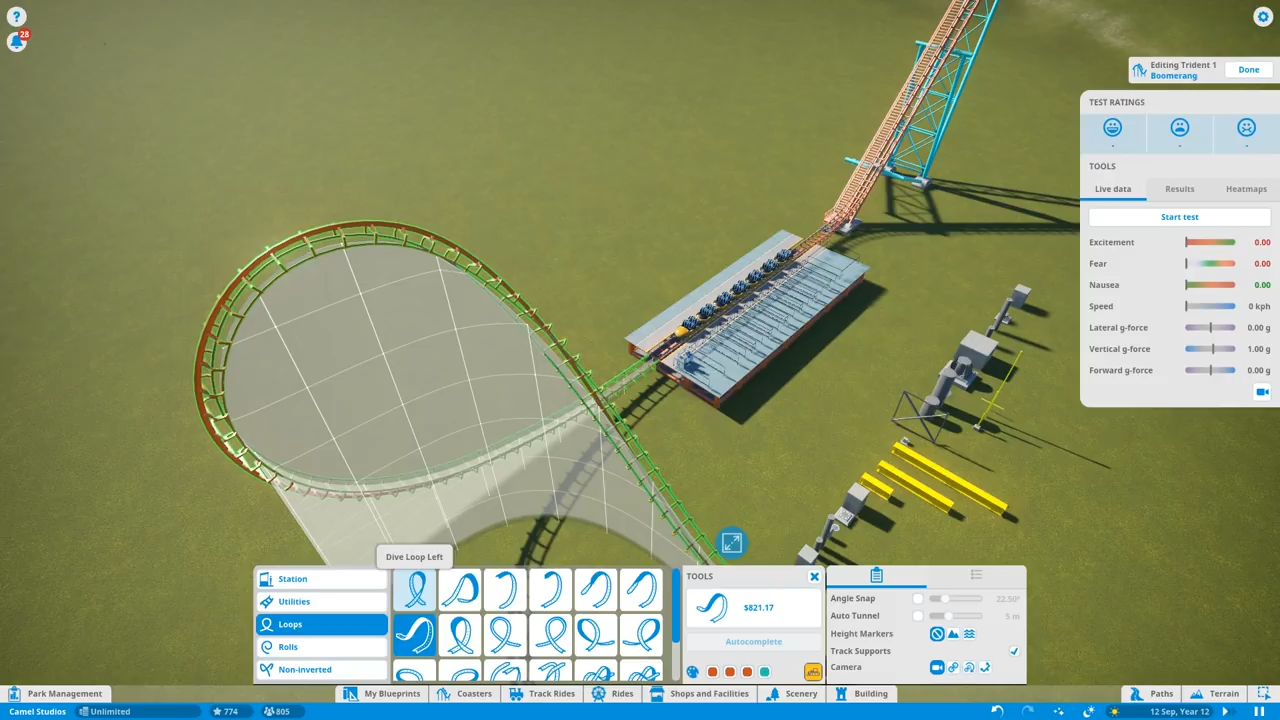 ?
28
Editing Trident 1
Boomerang
Done
TEST RATINGS
-
-
-
TOOLS
Live data
Results
Heatmaps
Start test
Excitement
0.00
Fear
0.00
Nausea
0.00
Speed
0 kph
Lateral g-force
0.00 g
Vertical g-force
1.00 g
Forward g-force
0.00 g
Dive Loop Left
Station
Utilities
Loops
Rolls
Non-inverted
TOOLS
$821.17
Autocomplete
Angle Snap
22.50°
Auto Tunnel
5 m
Height Markers
Track Supports
Camera
Park Management
My Blueprints
Coasters
Track Rides
Rides
Shops and Facilities
Scenery
Building
Paths
Terrain
Camel Studios
Unlimited
774
805
12 Sep, Year 12